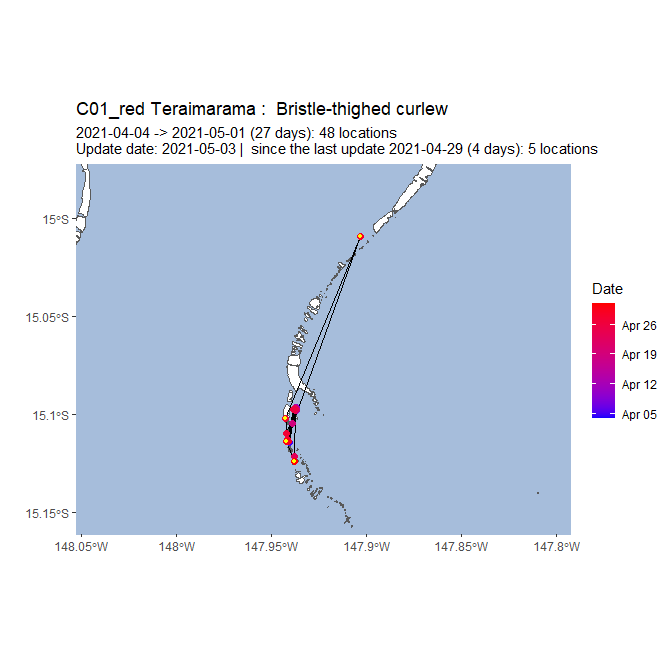 C01_red Teraimarama :  Bristle-thighed curlew
2021-04-04 -> 2021-05-01 (27 days): 48 locations
Update date: 2021-05-03 |  since the last update 2021-04-29 (4 days): 5 locations
15°S
15.05°S
15.1°S
15.15°S
148.05°W
148°W
147.95°W
147.9°W
147.85°W
147.8°W
Date
Apr 26
Apr 19
Apr 12
Apr 05